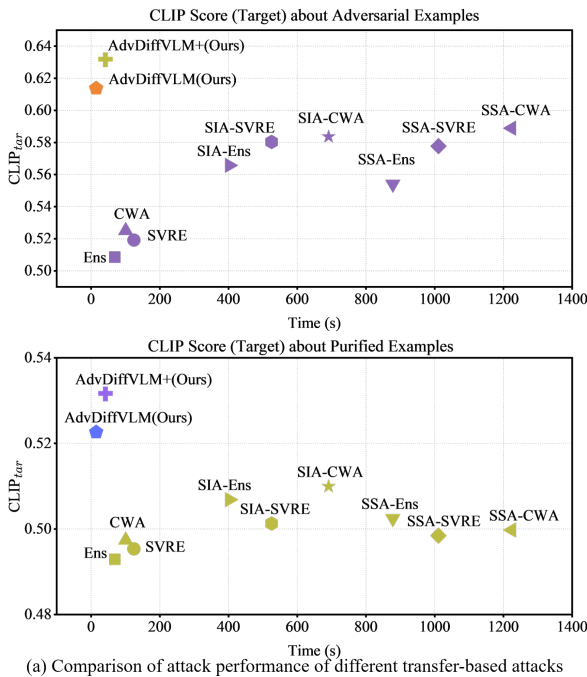 CLIP Score (Target) about Adversarial Examples
0.64
AdvDiffVLM+(Ours)
0.62
AdvDiffVLM(Ours)
0.60
SIA-CWA
SSA-CWA
SIA-SVRE
SSA-SVRE
0.58
SIA-Ens
SSA-Ens
0.56
0.54
CWA
SVRE
0.52
Ens
0.50
CLIPtar
0 200 400 600 800 1000 1200 1400
Time (s)
CLIP Score (Target) about Purified Examples
0.54
AdvDiffVLM+(Ours)
AdvDiffVLM(Ours)
0.52
SIA-CWA
SIA-Ens
SSA-Ens
SIA-SVRE
SSA-CWA
SSA-SVRE
CWA
0.50
SVRE
Ens
0.48
CLIPtar
0 200 400 600 800 1000 1200 1400
Time (s)
(a) Comparison of attack performance of different transfer-based attacks